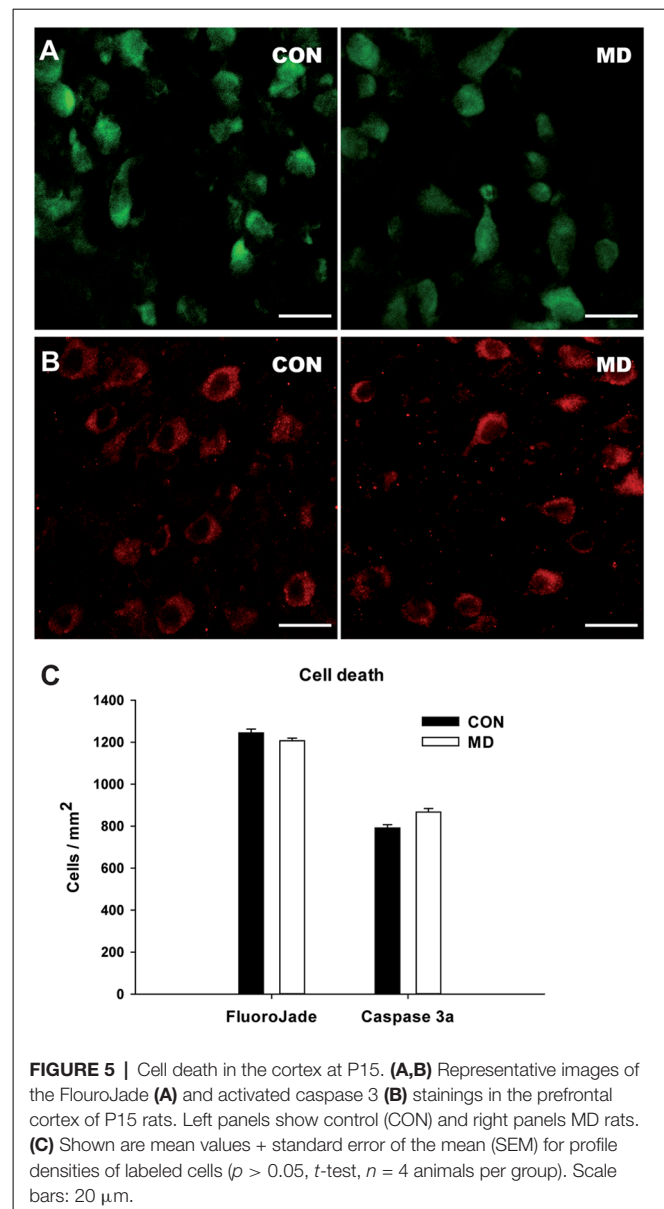 A
CON
MD
B
CON
MD
C
Cell death
1400
1200
1000
800
600
400
200
0
Cells / mm²
CON
MD
FluoroJade
Caspase 3a
FIGURE 5 | Cell death in the cortex at P15. (A,B) Representative images of
the FlouroJade (A) and activated caspase 3 (B) stainings in the prefrontal
cortex of P15 rats. Left panels show control (CON) and right panels MD rats.
(C) Shown are mean values + standard error of the mean (SEM) for profile
densities of labeled cells (p > 0.05, t-test, n = 4 animals per group). Scale
bars: 20 μm.